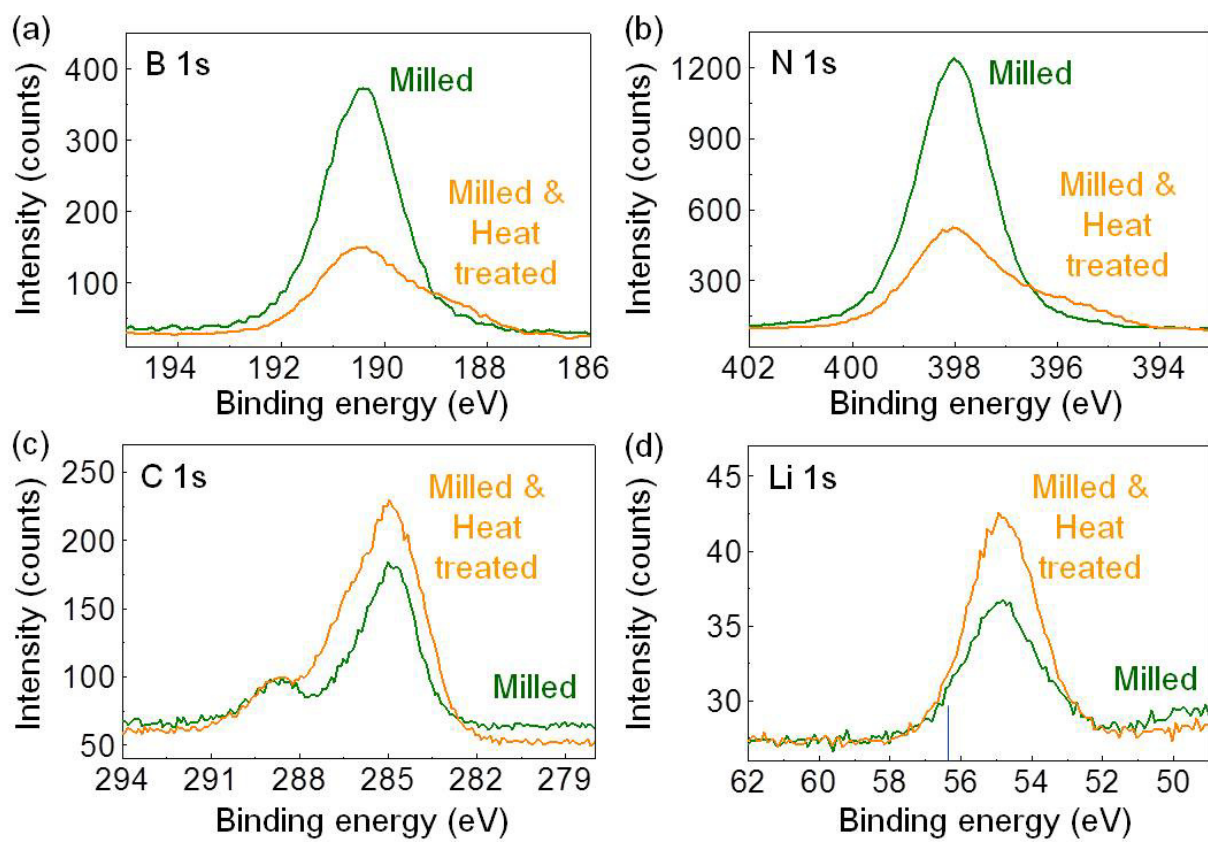 (a)
B 1s
Milled
Milled &
Heat
treated
400
300
200
100
194 192 190 188 186
Intensity (counts)
Binding energy (eV)
(b)
N 1s
Milled
Milled &
Heat
treated
1200
900
600
300
402 400 398 396 394
Intensity (counts)
Binding energy (eV)
(c)
C 1s
Milled &
Heat
treated
Milled
250
200
150
100
50
294 291 288 285 282 279
Intensity (counts)
Binding energy (eV)
(d)
Li 1s
Milled &
Heat
treated
Milled
45
40
35
30
62 60 58 56 54 52 50
Intensity (counts)
Binding energy (eV)